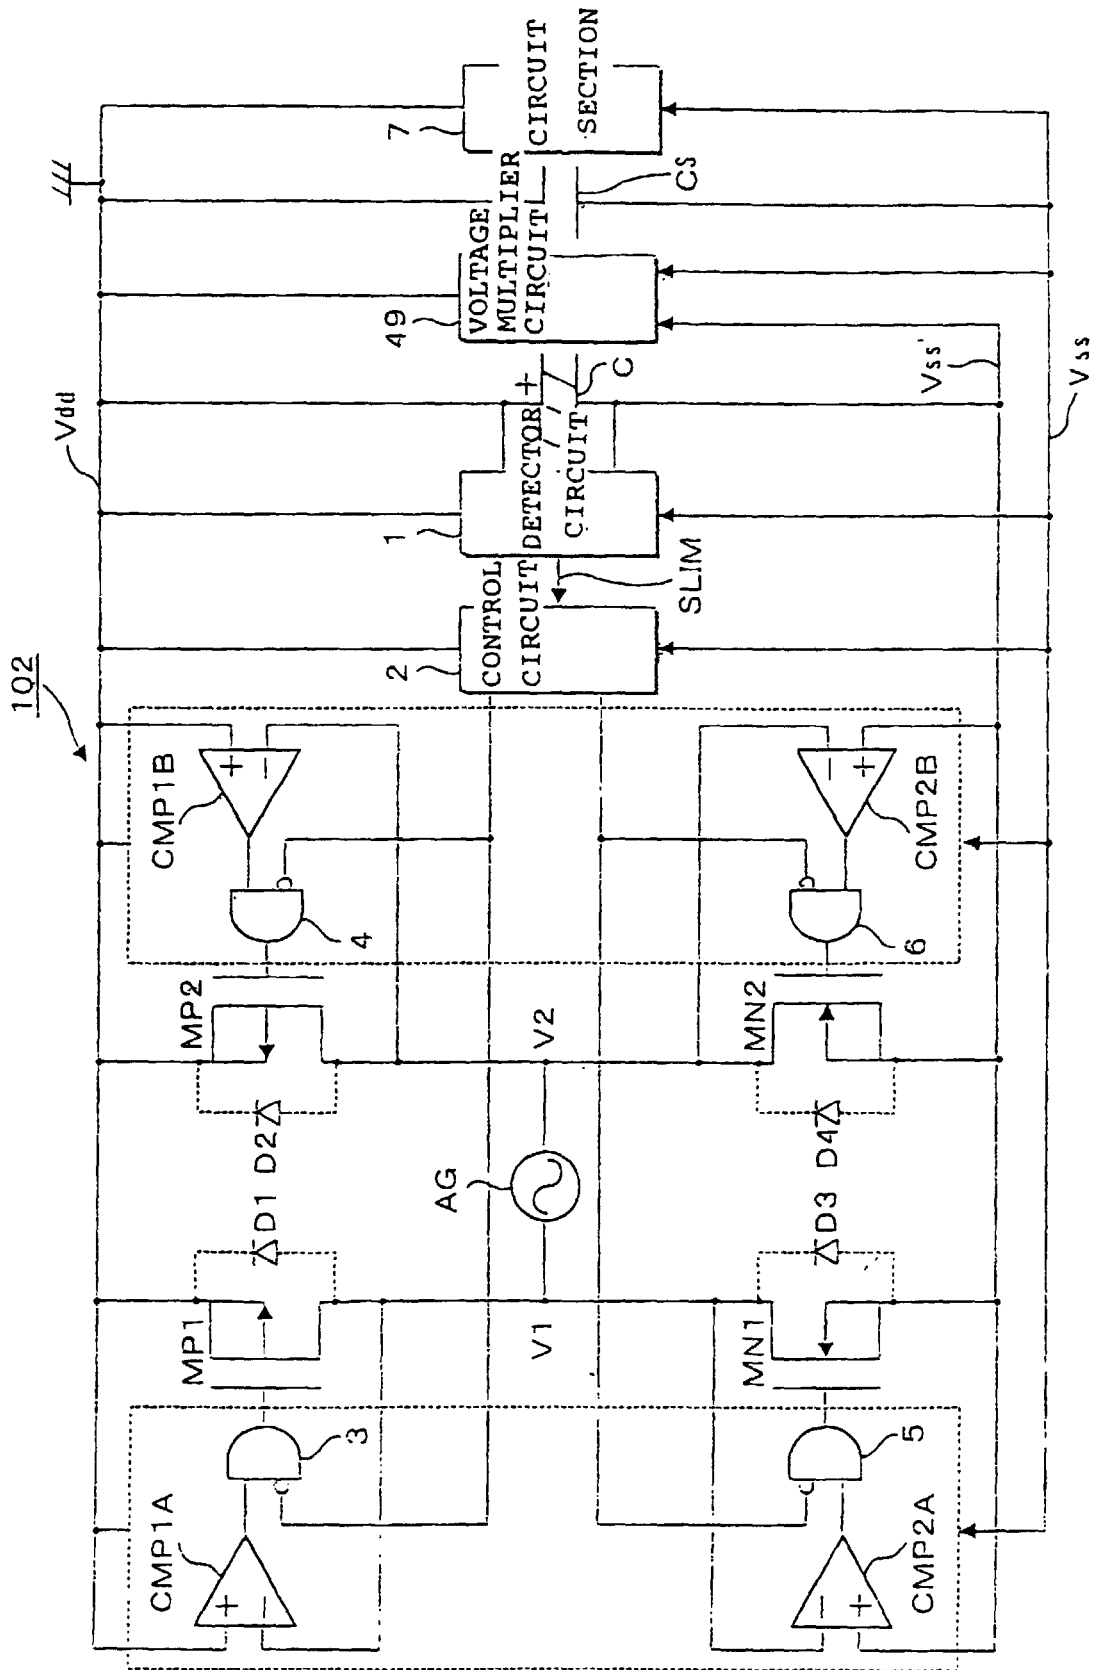 102
Vdd
CMP1A
3
MP1
D1
D2
MP2
4
CMP1B
2
CONTROL
CIRCUIT
SLIM
1
DETECTOR
CIRCUIT
+
C
49
VOLTAGE
MULTIPLIER
CIRCUIT
CS
7
CIRCUIT
SECTION
V1
AG
V2
CMP2A
5
MN1
D3
D4
MN2
6
CMP2B
Vss'
Vss
+
−
+
−
−
+
−
+